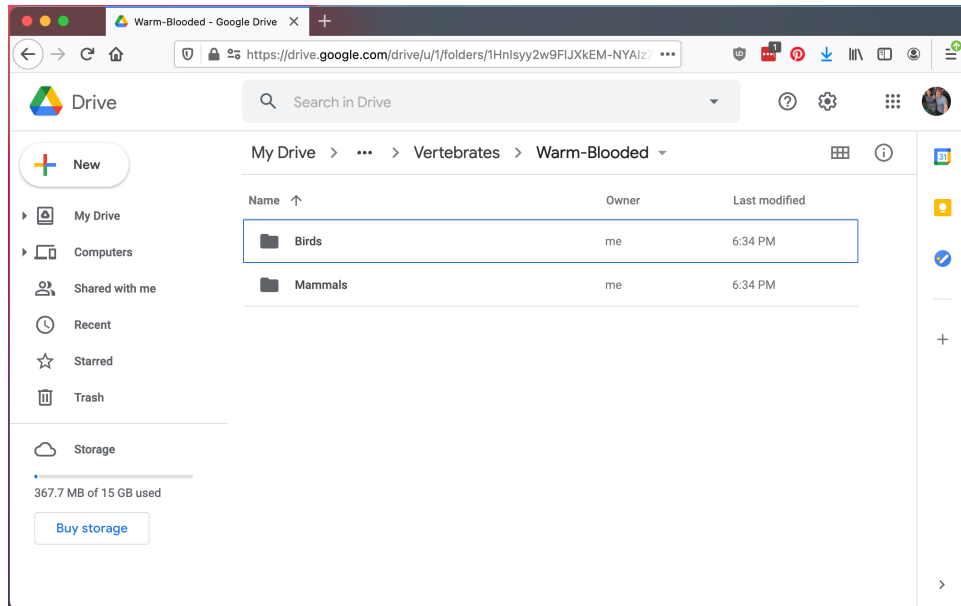 Warm-Blooded - Google Drive
https://drive.google.com/drive/u/1/folders/
1
Drive
Search in Drive
New
My Drive > ••• > Vertebrates > Warm-Blooded
31
Name Owner Last modified
My Drive
Birds me 6:34 PM
Computers
Mammals me 6:34 PM
Shared with me
Recent
Starred
Trash
Storage
367.7 MB of 15 GB used
Buy storage